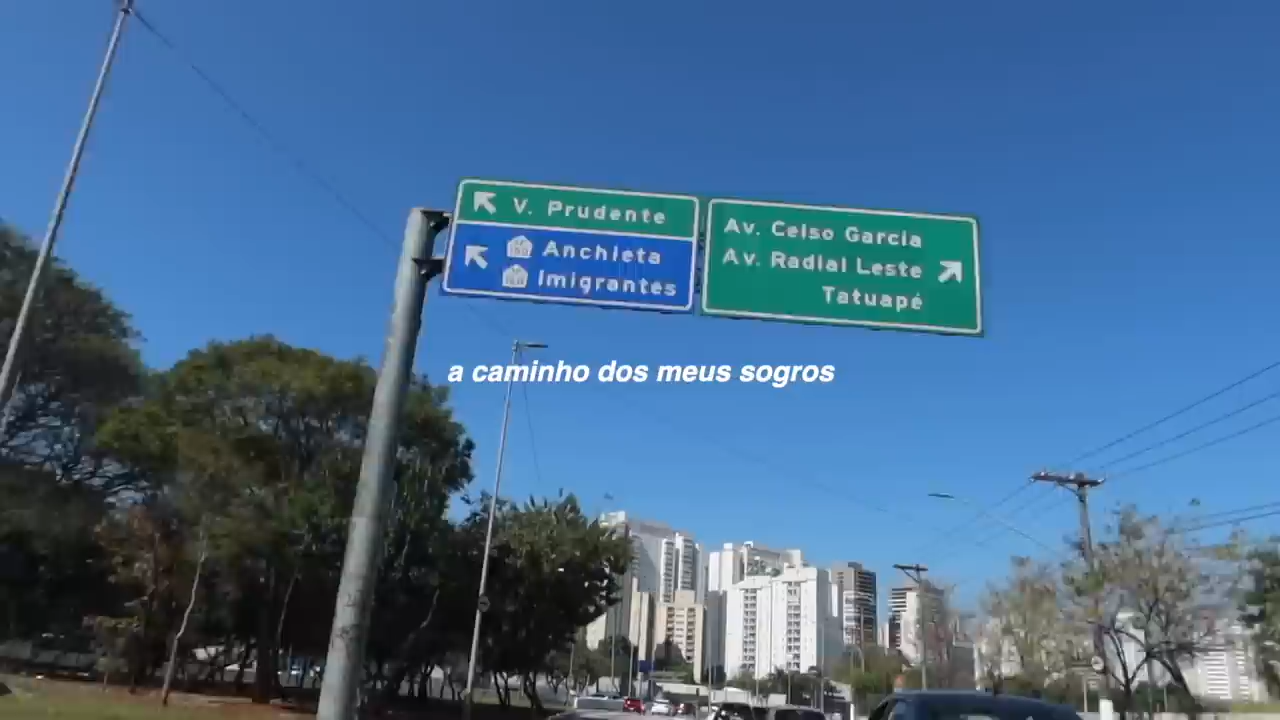 V. Prudente
Anchieta
Imigrantes
Av. Celso Garcia
Av. Radial Leste
Tatuapé
a caminho dos meus sogros